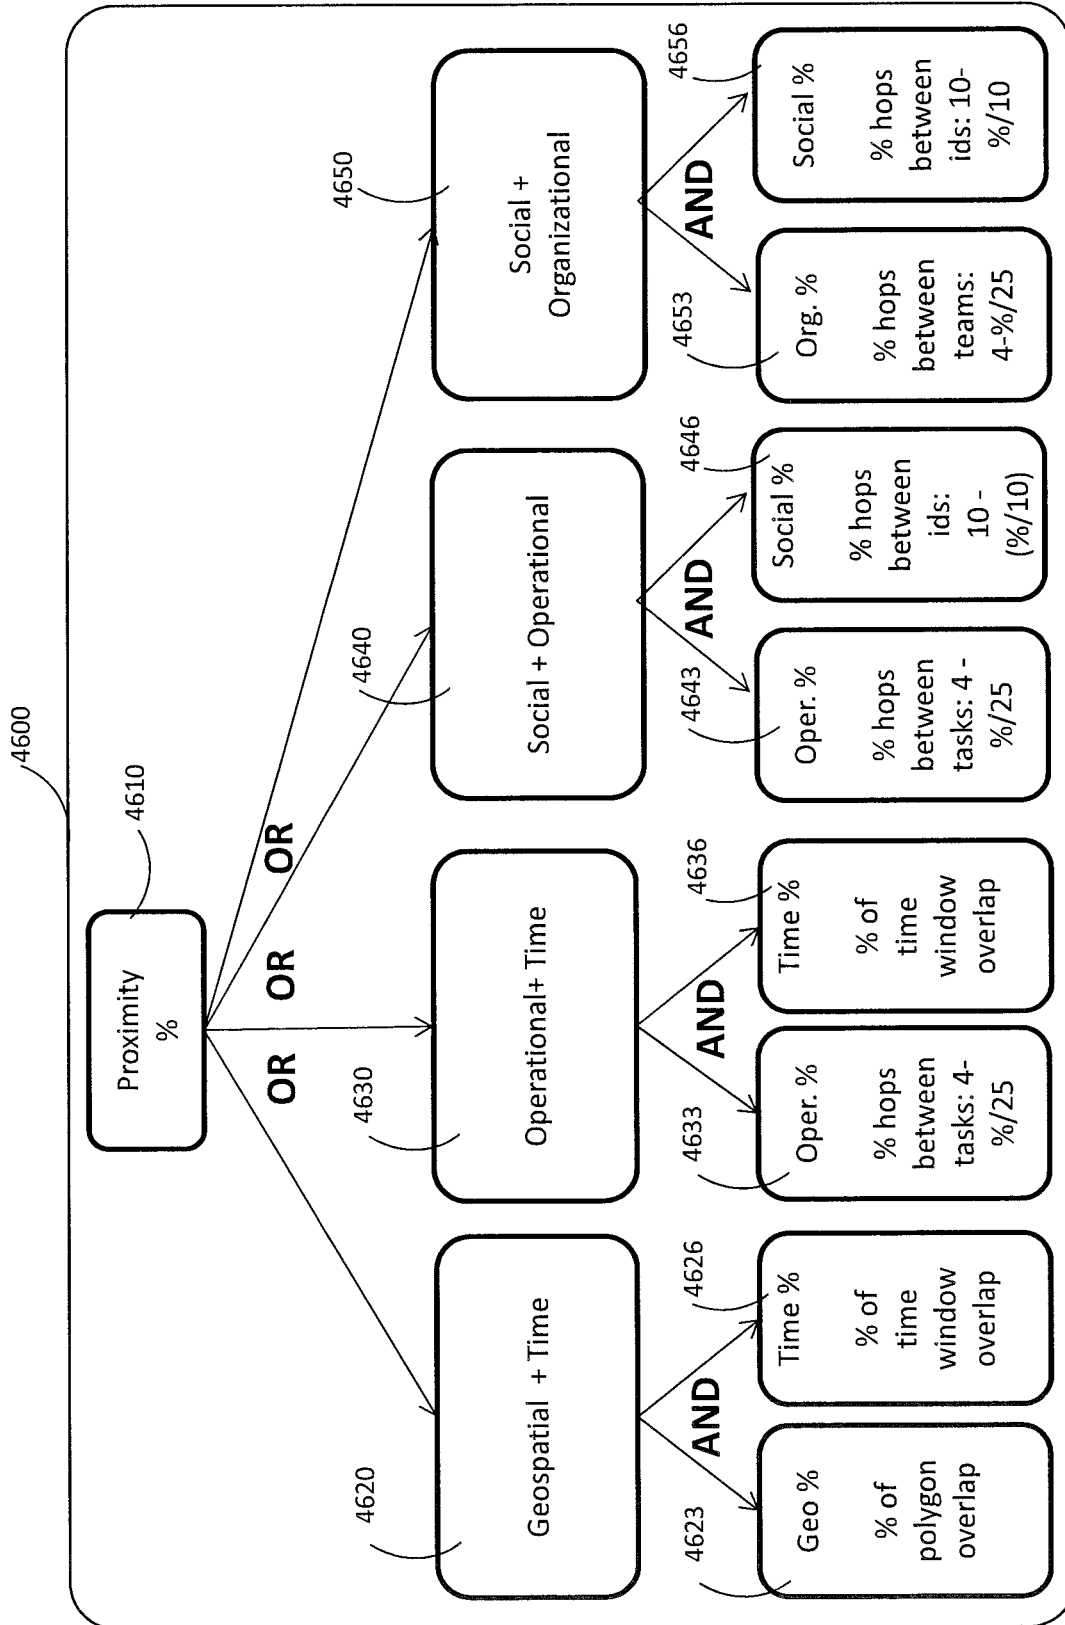 4600
Proximity
%
4610
OR
OR
OR
4620
Geospatial + Time
4630
Operational+ Time
4640
Social + Operational
4650
Social +
Organizational
AND
AND
AND
AND
4623
Geo %
% of
polygon
overlap
4626
Time %
% of
time
window
overlap
4633
Oper. %
% hops
between
tasks: 4-
%/25
4636
Time %
% of
time
window
overlap
4643
Oper. %
% hops
between
tasks: 4 -
%/25
4646
Social %
% hops
between
ids:
10 -
(%/10)
4653
Org. %
% hops
between
teams:
4-%/25
4656
Social %
% hops
between
ids: 10-
%/10